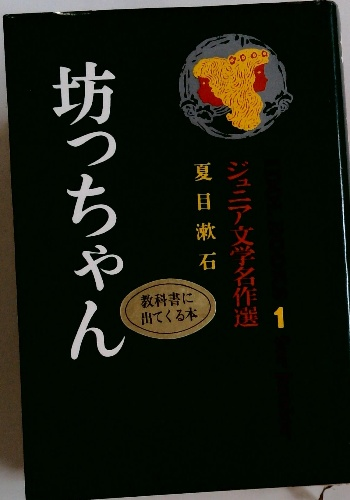 ジュニア文学名作選
1
夏目漱石
坊っちゃん
教科書に
出てくる本